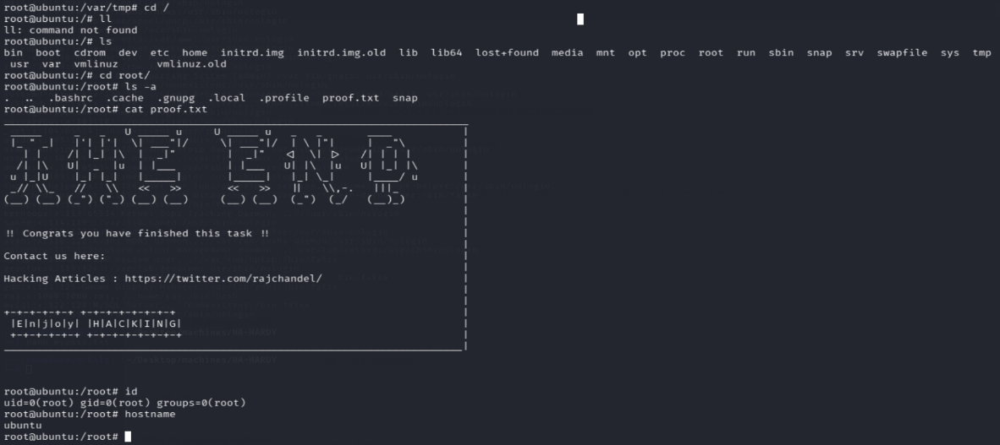 root@ubuntu:/var/tmp# cd /
root@ubuntu:/# ll
ll: command not found
root@ubuntu:/# ls
bin  boot  cdrom  dev  etc  home  initrd.img  initrd.img.old  lib  lib64  lost+found  media  mnt  opt  proc  root  run  sbin  snap  srv  swapfile  sys  tmp
 usr  var  vmlinuz      vmlinuz.old
root@ubuntu:/# cd root/
root@ubuntu:/root# ls -a
.  ..  .bashrc  .cache  .gnupg  .local  .profile  proof.txt  snap
root@ubuntu:/root# cat proof.txt
THE END
!! Congrats you have finished this task !!
Contact us here:
Hacking Articles : https://twitter.com/rajchandel/
+-+-+-+-+-+ +-+-+-+-+-+-+-+
|E|n|j|o|y| |H|A|C|K|I|N|G|
+-+-+-+-+-+ +-+-+-+-+-+-+-+
root@ubuntu:/root# id
uid=0(root) gid=0(root) groups=0(root)
root@ubuntu:/root# hostname
ubuntu
root@ubuntu:/root#